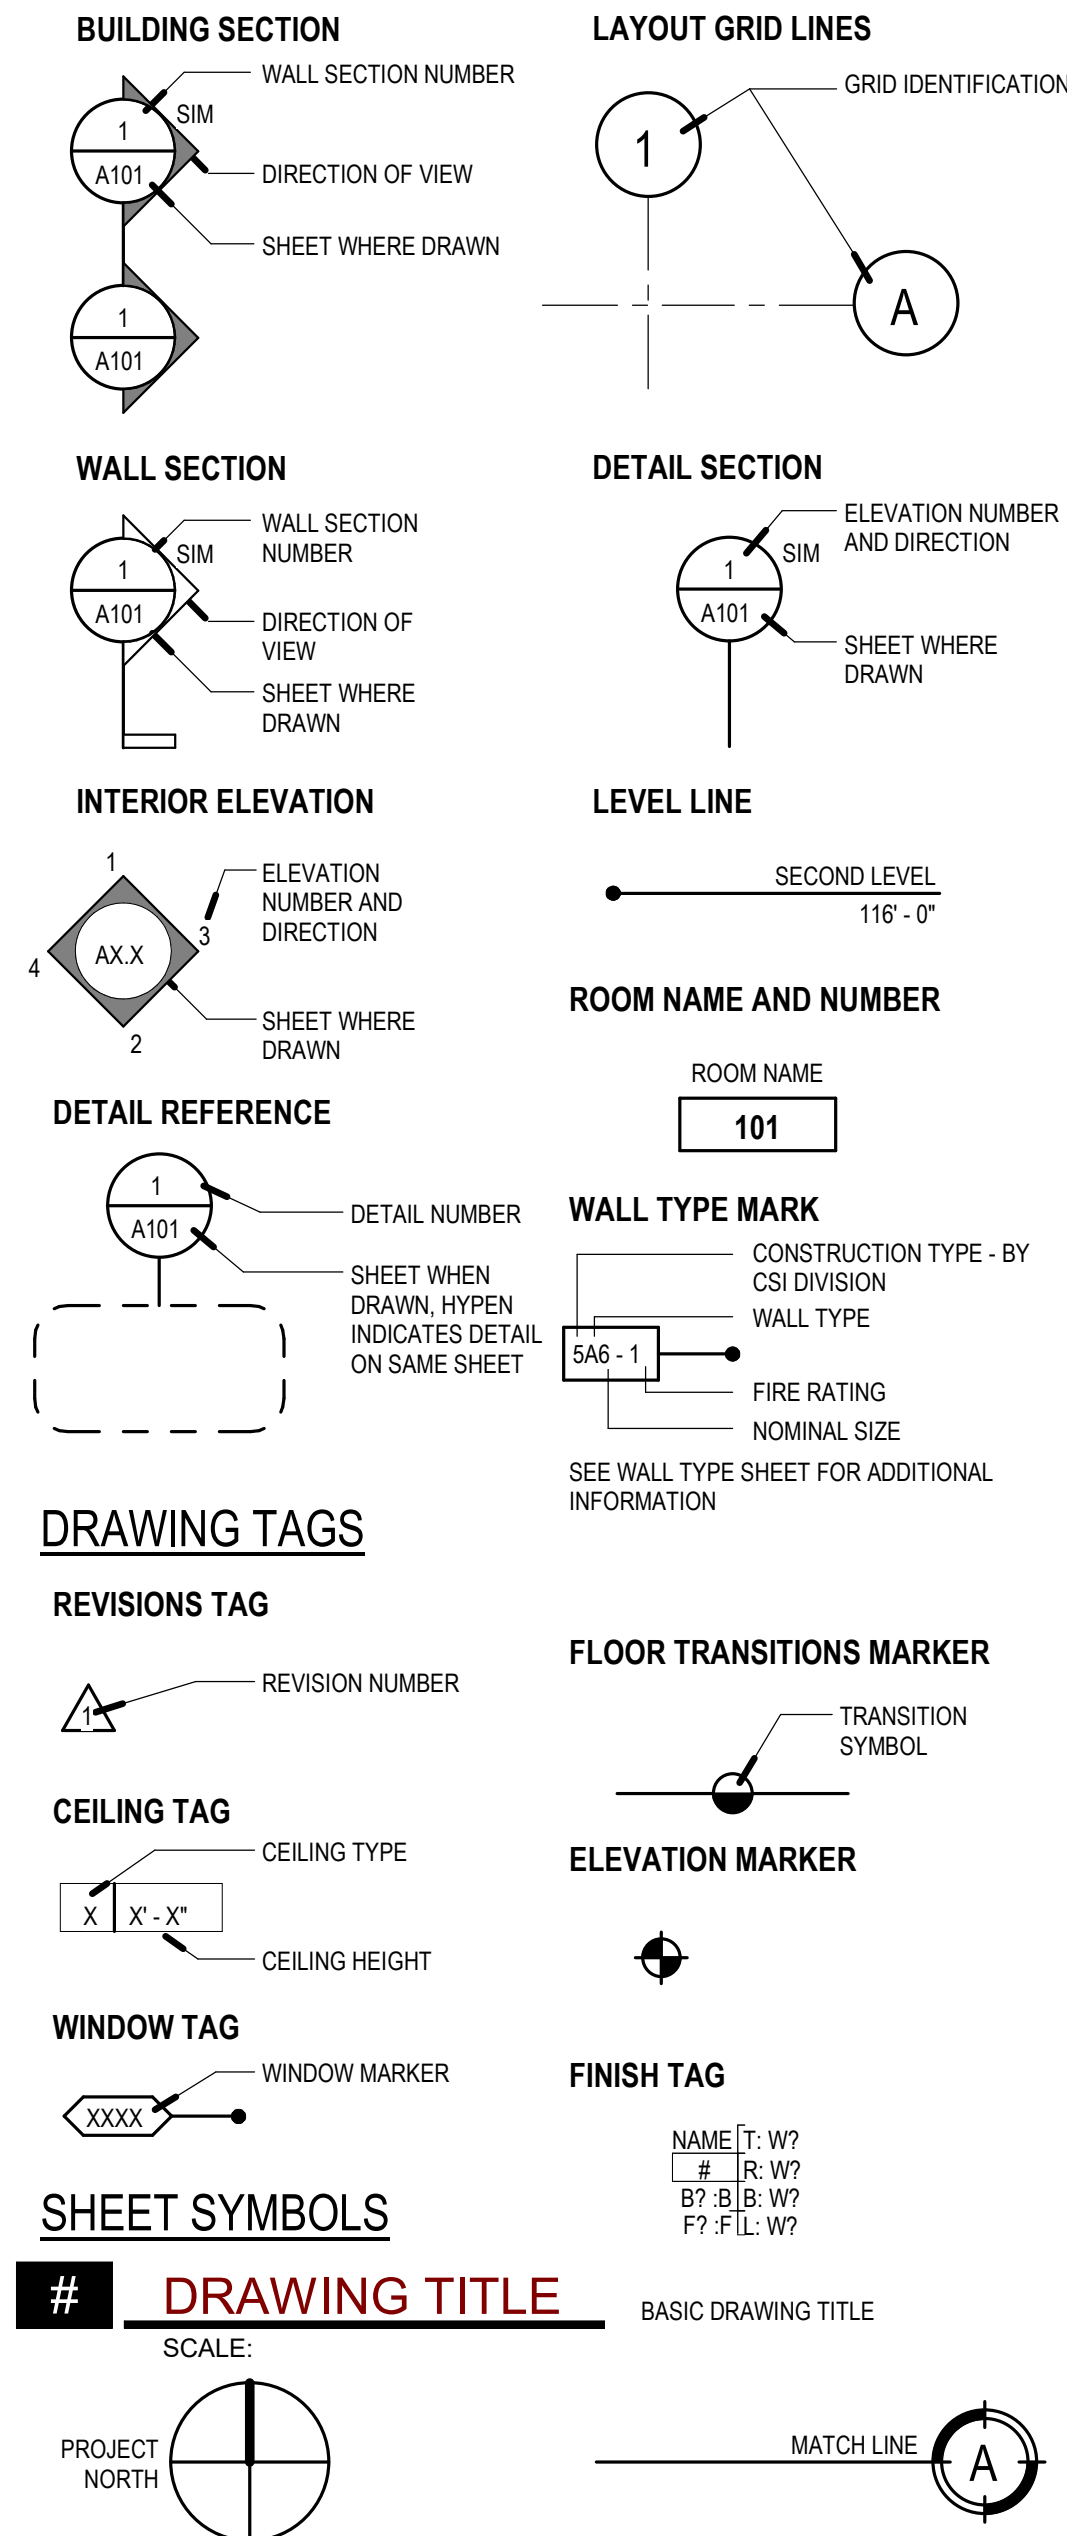 BUILDING SECTION
WALL SECTION NUMBER
SIM
1
A101
DIRECTION OF VIEW
SHEET WHERE DRAWN
1
A101
LAYOUT GRID LINES
GRID IDENTIFICATION
1
A
WALL SECTION
WALL SECTION
NUMBER
SIM
1
A101
DIRECTION OF
VIEW
SHEET WHERE
DRAWN
DETAIL SECTION
ELEVATION NUMBER
AND DIRECTION
SIM
1
A101
SHEET WHERE
DRAWN
INTERIOR ELEVATION
1
ELEVATION
NUMBER AND
DIRECTION
3
AX.X
4
SHEET WHERE
DRAWN
2
LEVEL LINE
SECOND LEVEL
116' - 0"
ROOM NAME AND NUMBER
ROOM NAME
101
DETAIL REFERENCE
1
A101
DETAIL NUMBER
SHEET WHEN
DRAWN, HYPEN
INDICATES DETAIL
ON SAME SHEET
WALL TYPE MARK
CONSTRUCTION TYPE - BY
CSI DIVISION
WALL TYPE
5A6 - 1
FIRE RATING
NOMINAL SIZE
SEE WALL TYPE SHEET FOR ADDITIONAL
INFORMATION
DRAWING TAGS
REVISIONS TAG
REVISION NUMBER
1
FLOOR TRANSITIONS MARKER
TRANSITION
SYMBOL
CEILING TAG
CEILING TYPE
X X' - X"
CEILING HEIGHT
ELEVATION MARKER
WINDOW TAG
WINDOW MARKER
XXXX
FINISH TAG
NAME T: W?
# R: W?
B? :B B: W?
F? :F L: W?
SHEET SYMBOLS
# DRAWING TITLE
SCALE:
BASIC DRAWING TITLE
PROJECT
NORTH
MATCH LINE
A